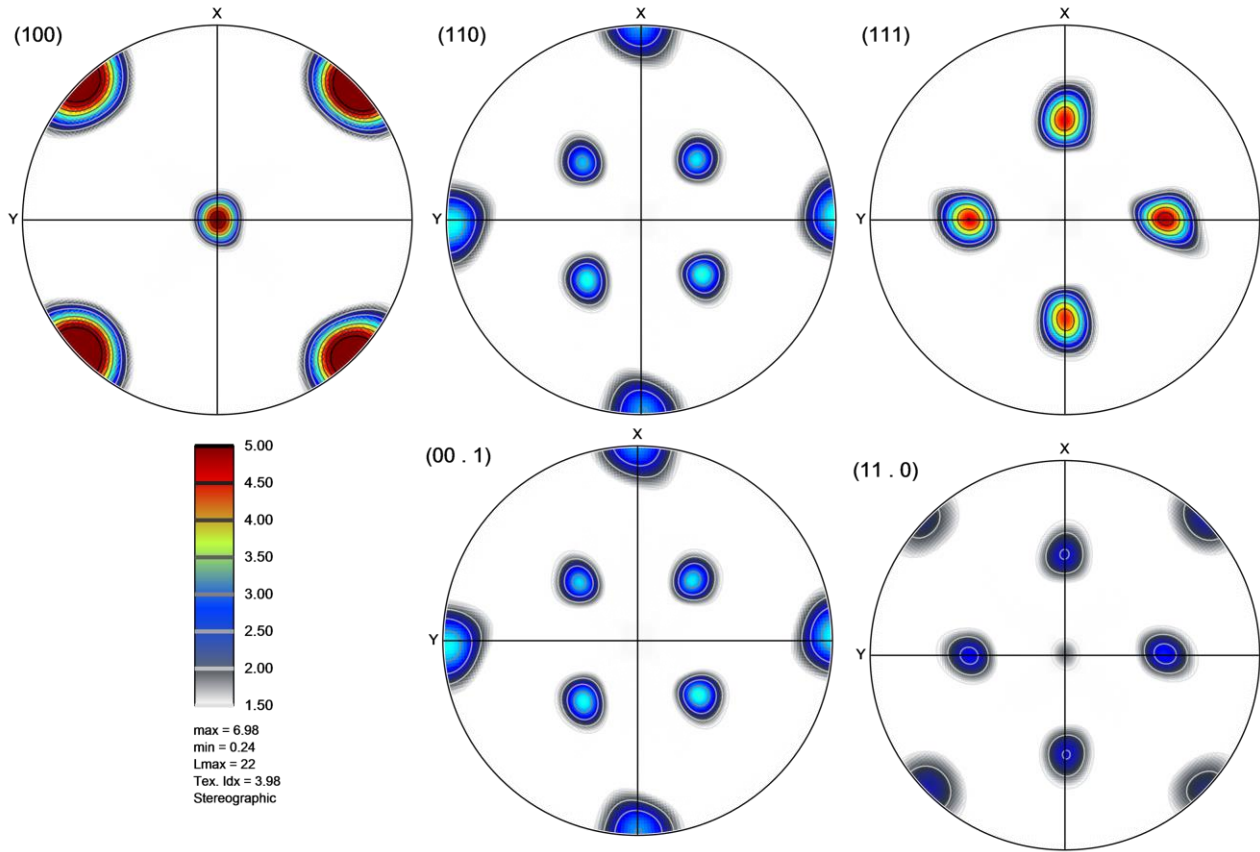 X
(100)
Y
X
(110)
Y
X
(111)
Y
5.00
4.50
4.00
3.50
3.00
2.50
2.00
1.50
max = 6.98
min = 0.24
Lmax = 22
Tex. Idx = 3.98
Stereographic
X
(00 . 1)
Y
X
(11 . 0)
Y